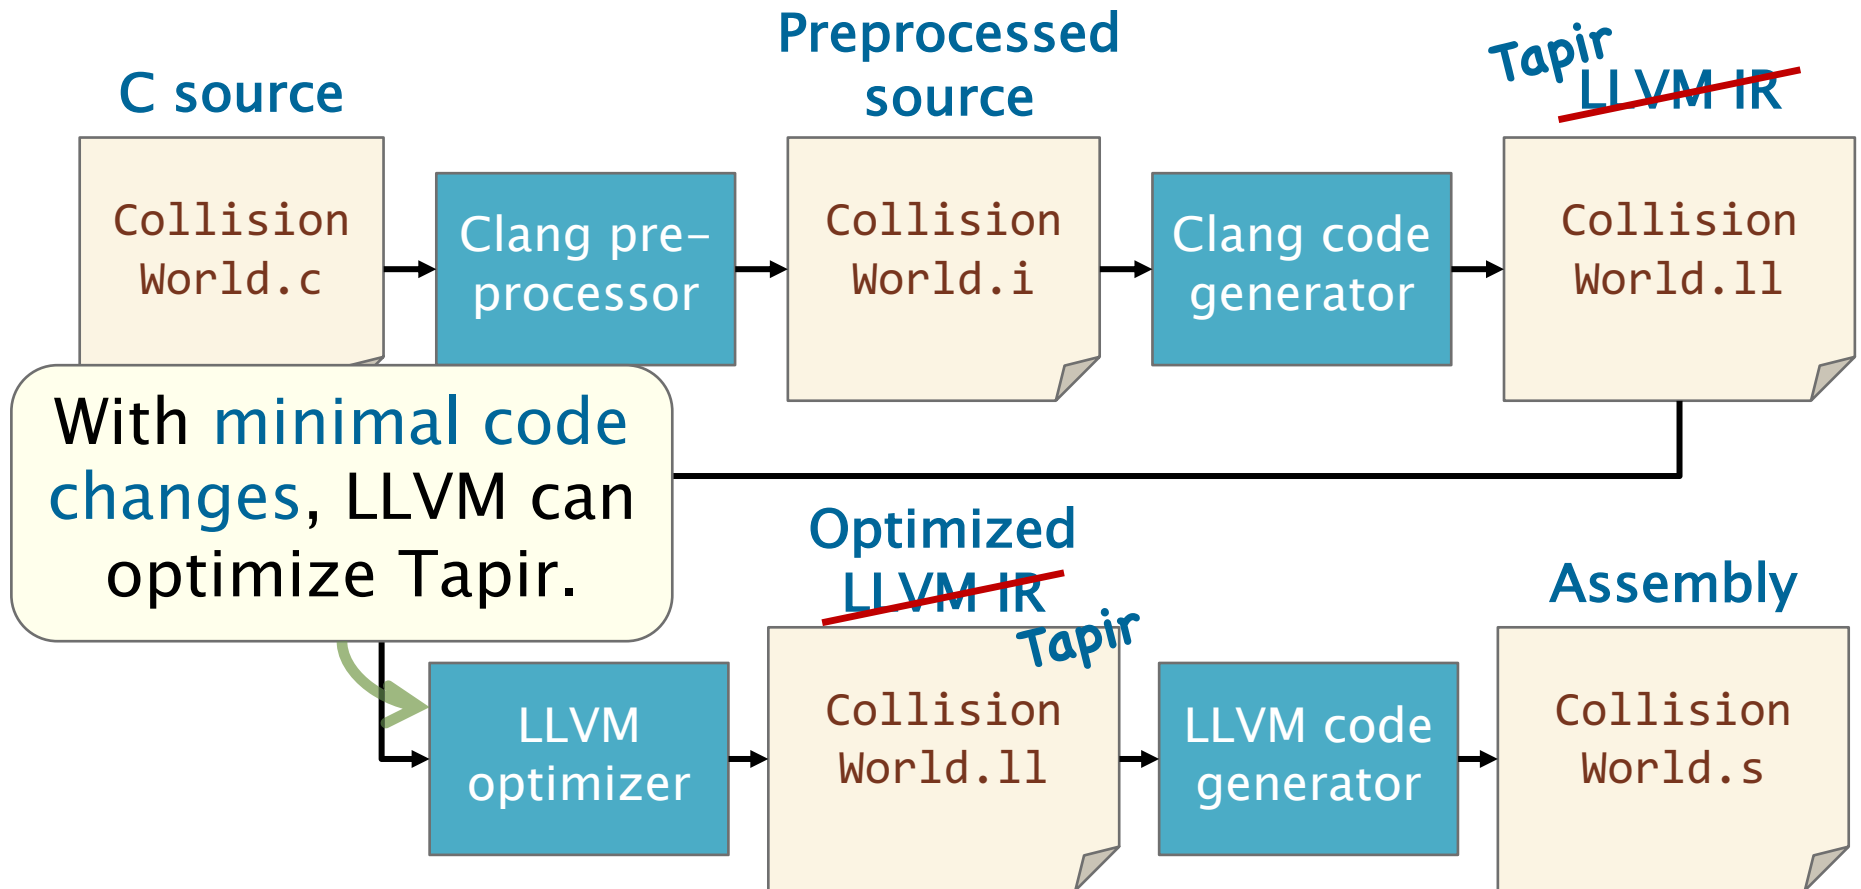 C source
Collision
World.c
Clang pre-
processor
Preprocessed
source
Collision
World.i
Clang code
generator
Tapir
LLVM IR
Collision
World.ll
With minimal code
changes, LLVM can
optimize Tapir.
LLVM
optimizer
Optimized
LLVM IR
Tapir
Collision
World.ll
LLVM code
generator
Assembly
Collision
World.s